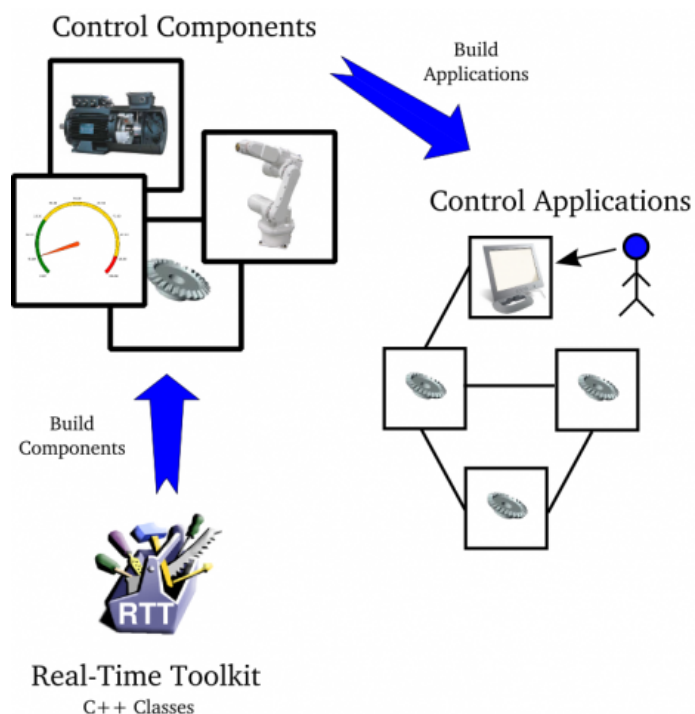 Control Components
Build
Applications
Control Applications
Build
Components
RTT
Real-Time Toolkit
C++ Classes